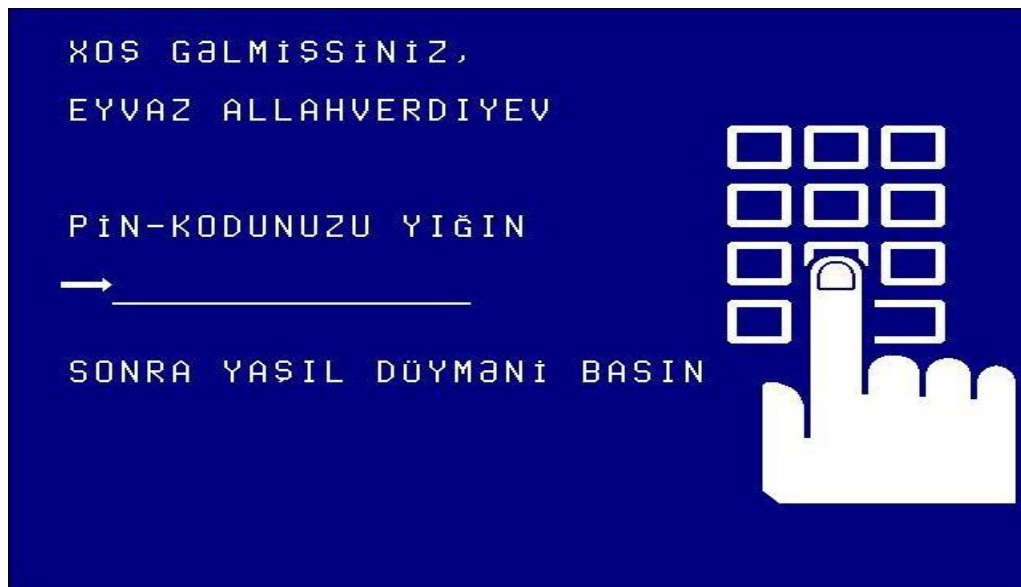 XOŞ GƏLMİŞSİNİZ,
EYVAZ ALLAHVERDIYEV
PİN-KODUNUZU YIĞIN
SONRA YAŞIL DÜYMƏNİ BASIN